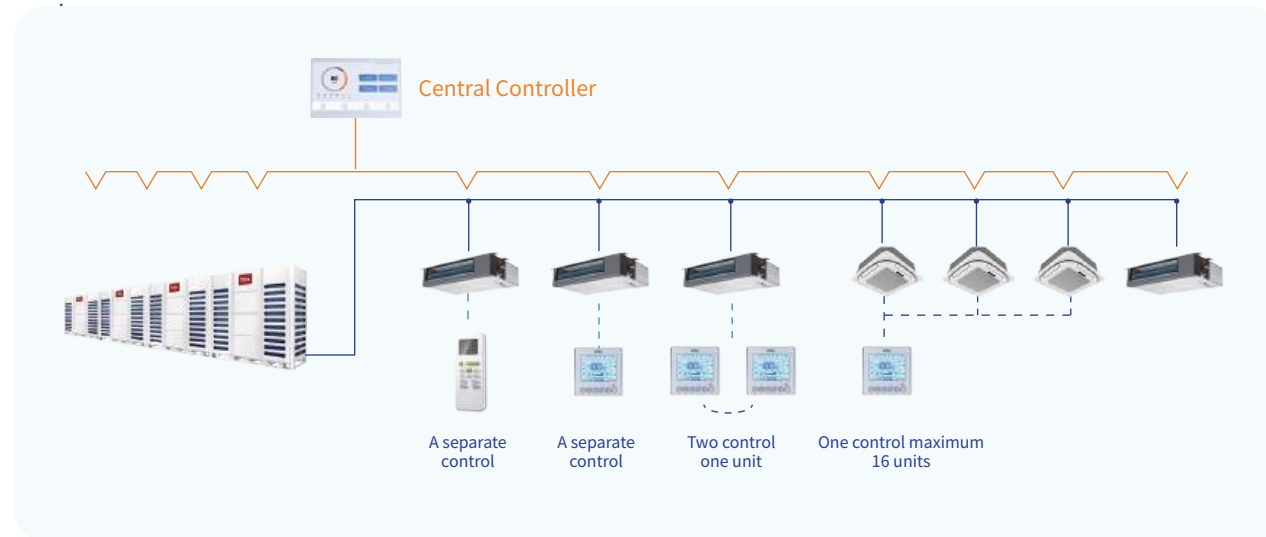 Central Controller
A separate
control
A separate
control
Two control
one unit
One control maximum
16 units